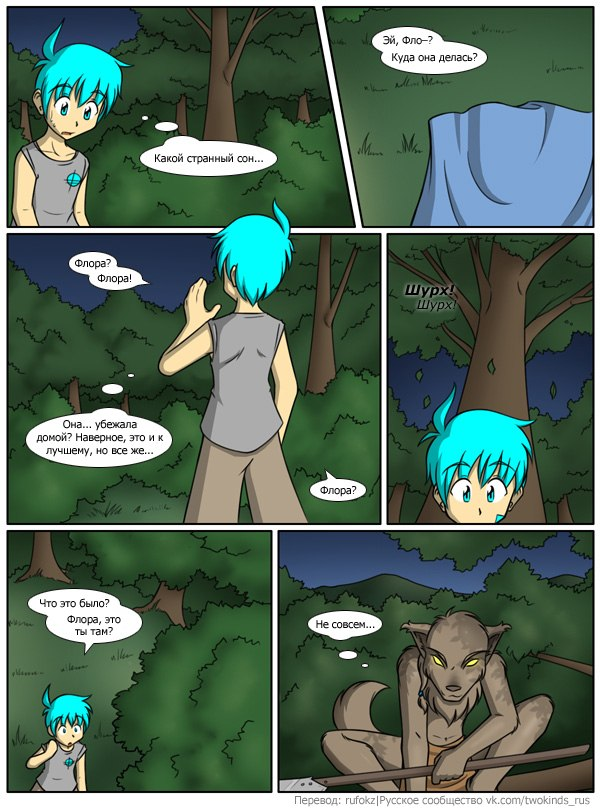 Какой странный сон...
Эй, Фло–?
Куда она делась?
Флора?
Флора!
Она... убежала
домой? Наверное, это и к
лучшему, но все же...
Флора?
Шурх!
Шурх!
Что это было?
Флора, это
ты там?
Не совсем...
Перевод: rufokz|Русское сообщество vk.com/twokinds_rus